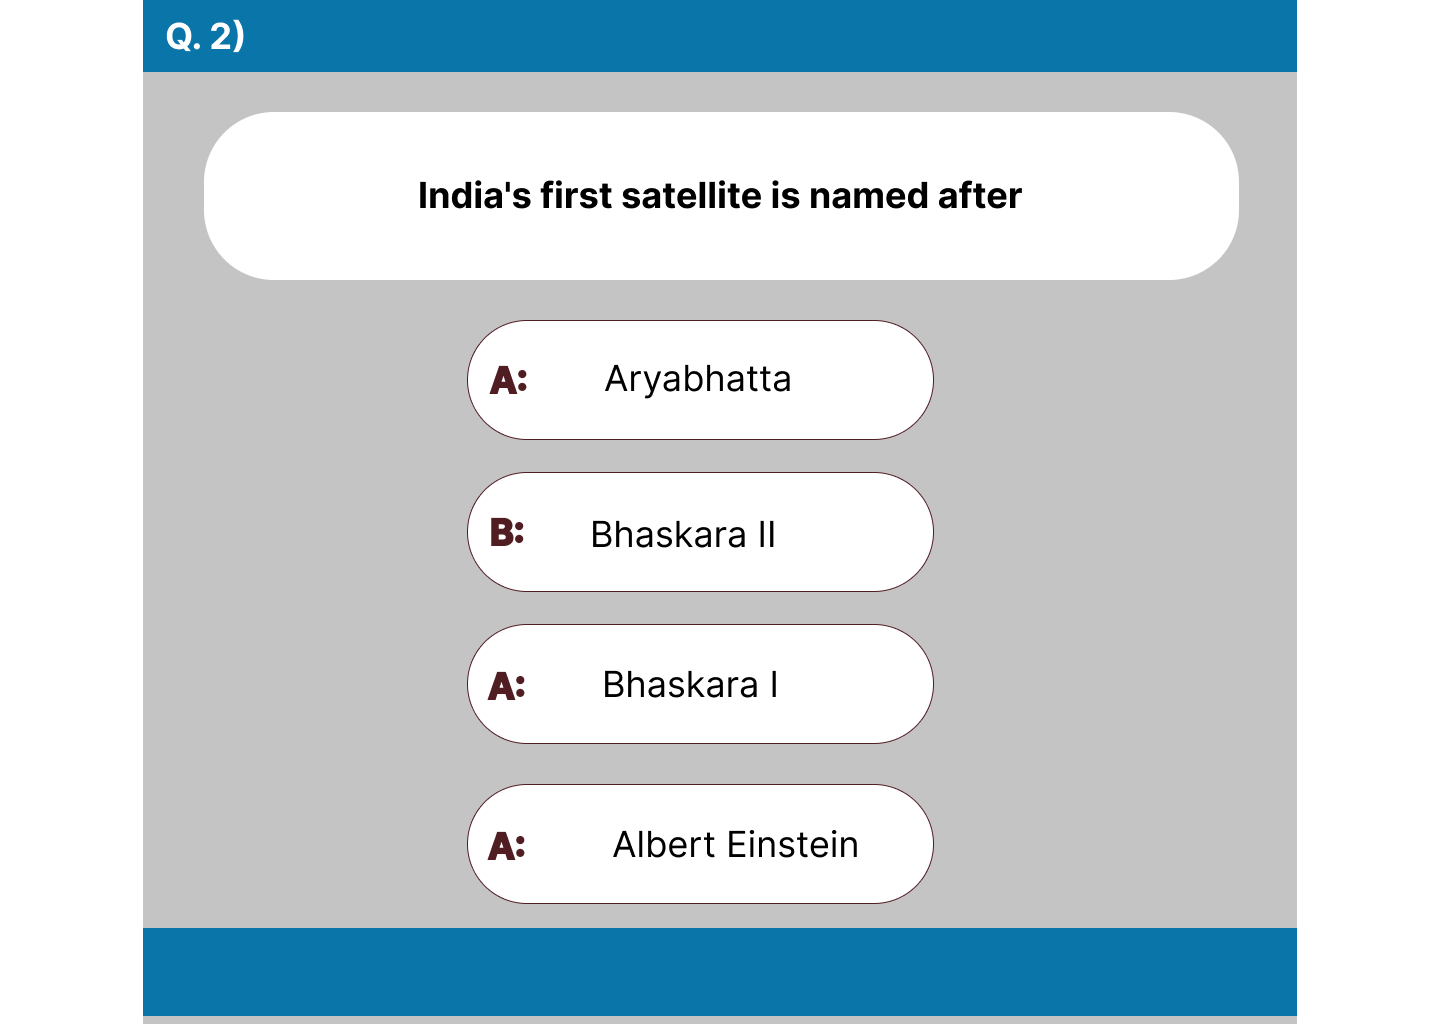 Q. 2)
India's first satellite is named after
A: Aryabhatta
B: Bhaskara II
A: Bhaskara I
A: Albert Einstein